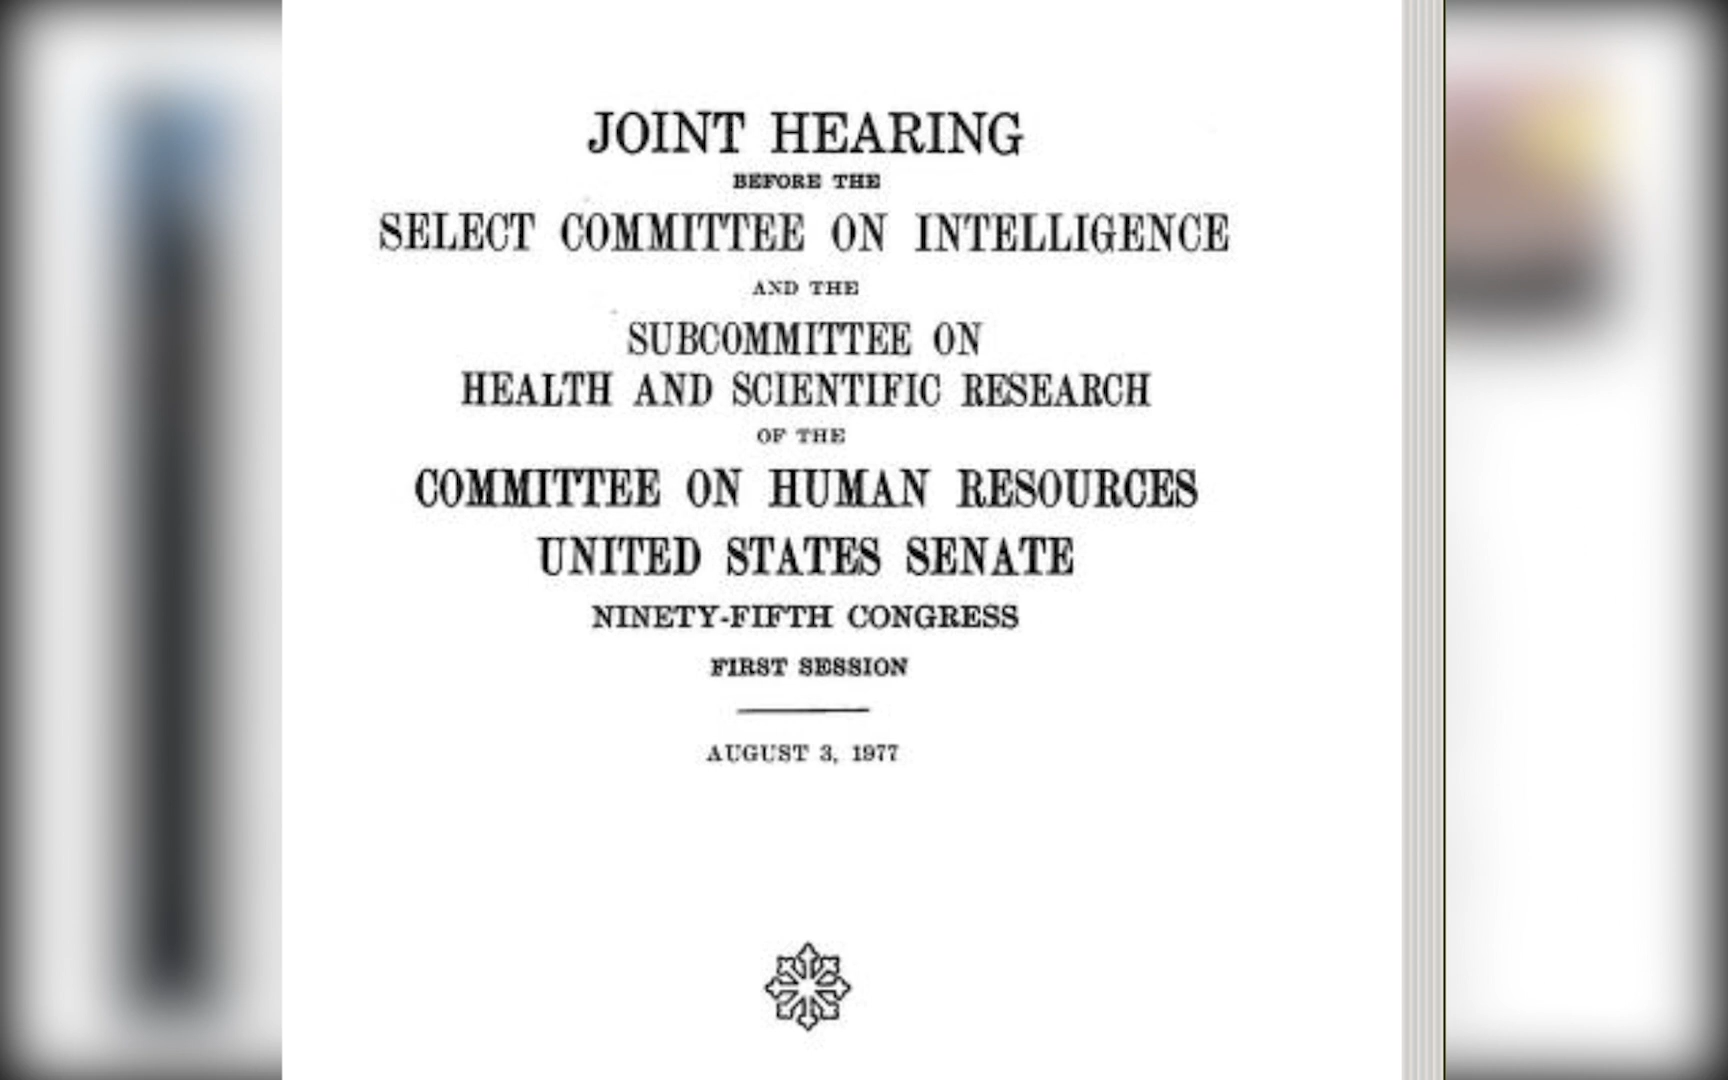 JOINT HEARING
BEFORE THE
SELECT COMMITTEE ON INTELLIGENCE
AND THE
SUBCOMMITTEE ON
HEALTH AND SCIENTIFIC RESEARCH
OF THE
COMMITTEE ON HUMAN RESOURCES
UNITED STATES SENATE
NINETY-FIFTH CONGRESS
FIRST SESSION
AUGUST 3, 1977